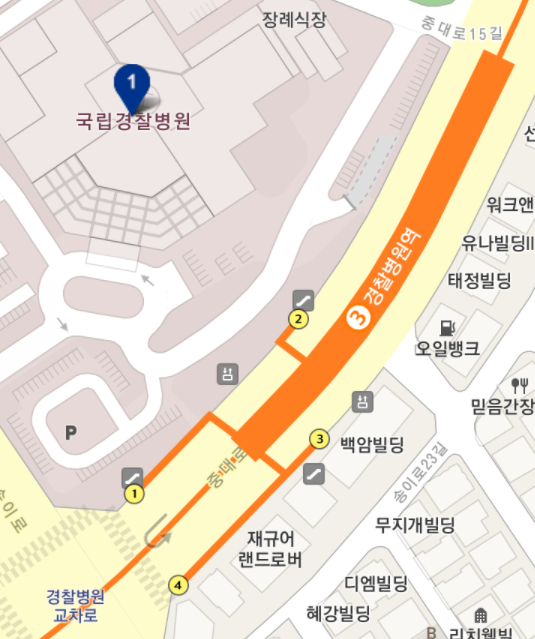 장례식장
중대로15길
1
국립경찰병원
워크앤
유나빌딩II
태정빌딩
3 경찰병원역
2
오일뱅크
믿음간장
3
백암빌딩
P
중대로
송이로23길
1
송이로
무지개빌딩
재규어
랜드로버
4
디엠빌딩
경찰병원
교차로
혜강빌딩
B
리치웰빌